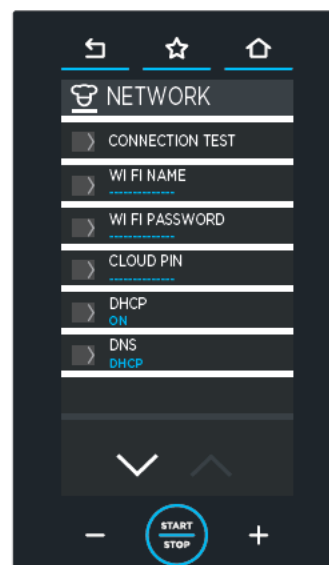 NETWORK
CONNECTION TEST
WI FI NAME
--------------
WI FI PASSWORD
--------------
CLOUD PIN
--------------
DHCP
ON
DNS
DHCP
START
STOP